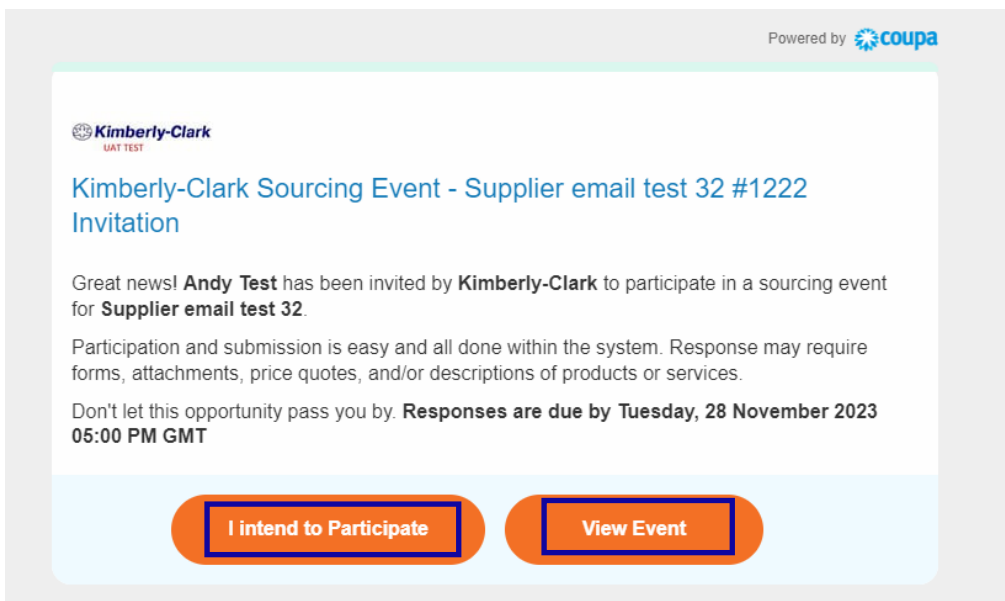 Powered by coupa
Kimberly-Clark
UAT TEST
Kimberly-Clark Sourcing Event - Supplier email test 32 #1222
Invitation
Great news! Andy Test has been invited by Kimberly-Clark to participate in a sourcing event
for Supplier email test 32.
Participation and submission is easy and all done within the system. Response may require
forms, attachments, price quotes, and/or descriptions of products or services.
Don't let this opportunity pass you by. Responses are due by Tuesday, 28 November 2023
05:00 PM GMT
I intend to Participate
View Event